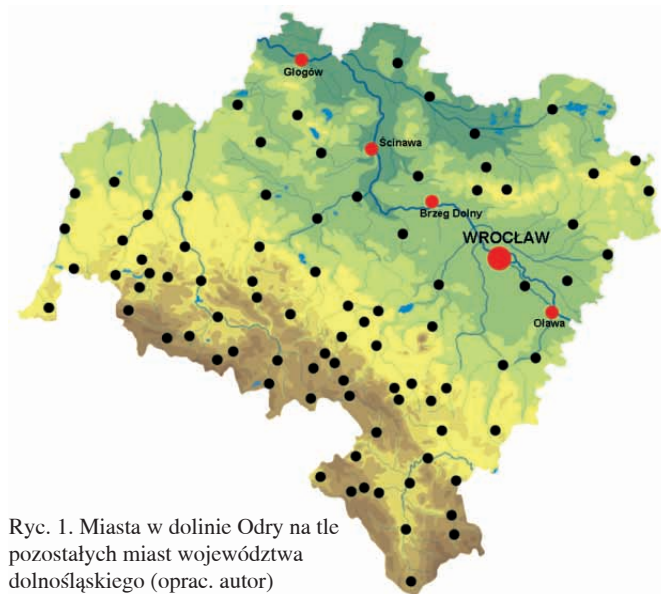 Głogów
Ścinawa
Brzeg Dolny
WROCŁAW
Oława
Ryc. 1. Miasta w dolinie Odry na tle
pozostałych miast województwa
dolnośląskiego (oprac. autor)